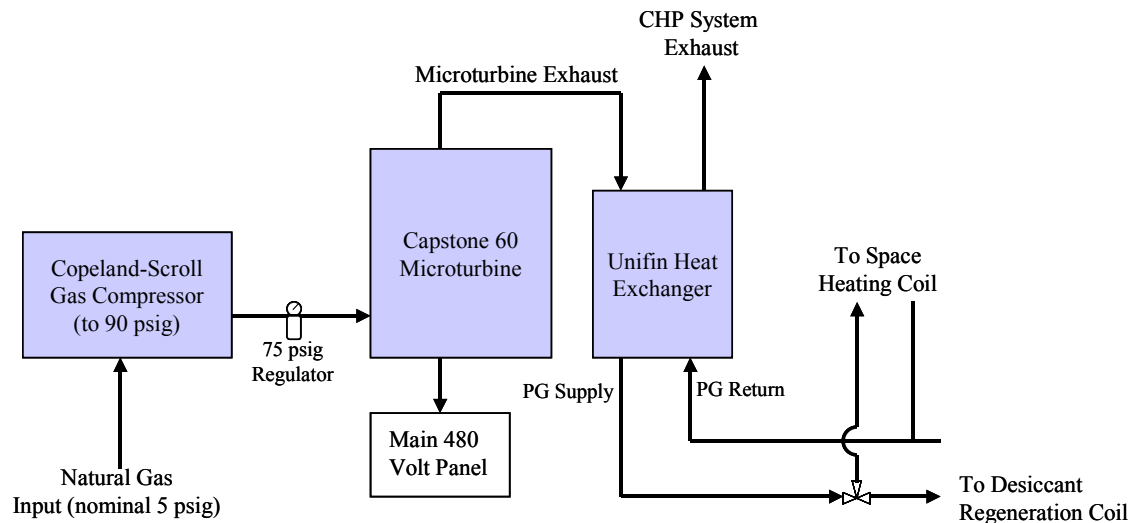 CHP System
Exhaust
Microturbine Exhaust
Capstone 60
Microturbine
Copeland-Scroll
Gas Compressor
(to 90 psig)
Unifin Heat
Exchanger
To Space
Heating Coil
75 psig
Regulator
PG Supply
PG Return
Main 480
Volt Panel
Natural Gas
Input (nominal 5 psig)
To Desiccant
Regeneration Coil